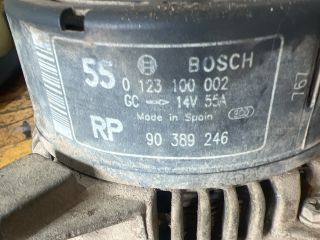 55 BOSCH
0 123 100 002
GC 14V 55A
Made in Spain
RP 90 389 246
767